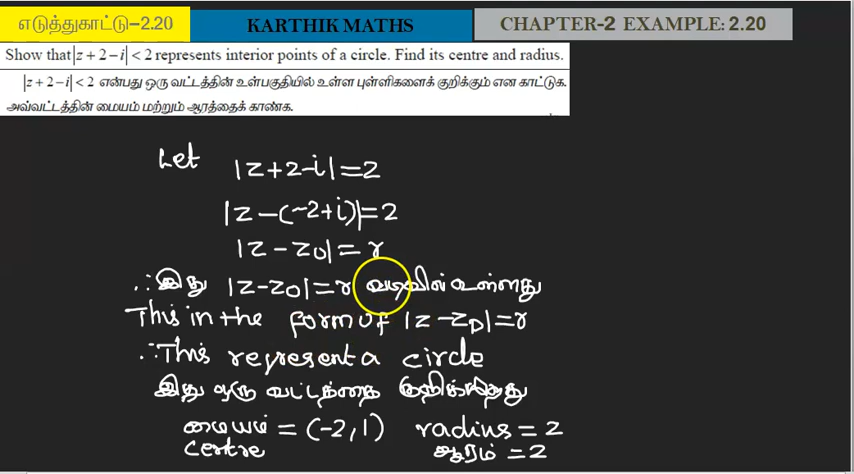 எடுத்துகாட்டு-2.20 KARTHIK MATHS CHAPTER-2 EXAMPLE: 2.20
Show that |z + 2 − i| < 2 represents interior points of a circle. Find its centre and radius.
|z + 2 − i| < 2 என்பது ஒரு வட்டத்தின் உள்பகுதியில் உள்ள புள்ளிகளைக் குறிக்கும் என காட்டுக.
அவ்வட்டத்தின் மையம் மற்றும் ஆரத்தைக் காண்க.
Let |z+2-i|=2
|z-(-2+i)|=2
|z-z0|=r
∴இது |z-z0|=r வடிவில் உள்ளது
This in the form of |z-z0|=r
∴This represent a circle
இது ஒரு வட்டத்தை குறிக்கிறது
மையம் = (-2,1) radius=2
centre ஆரம் =2